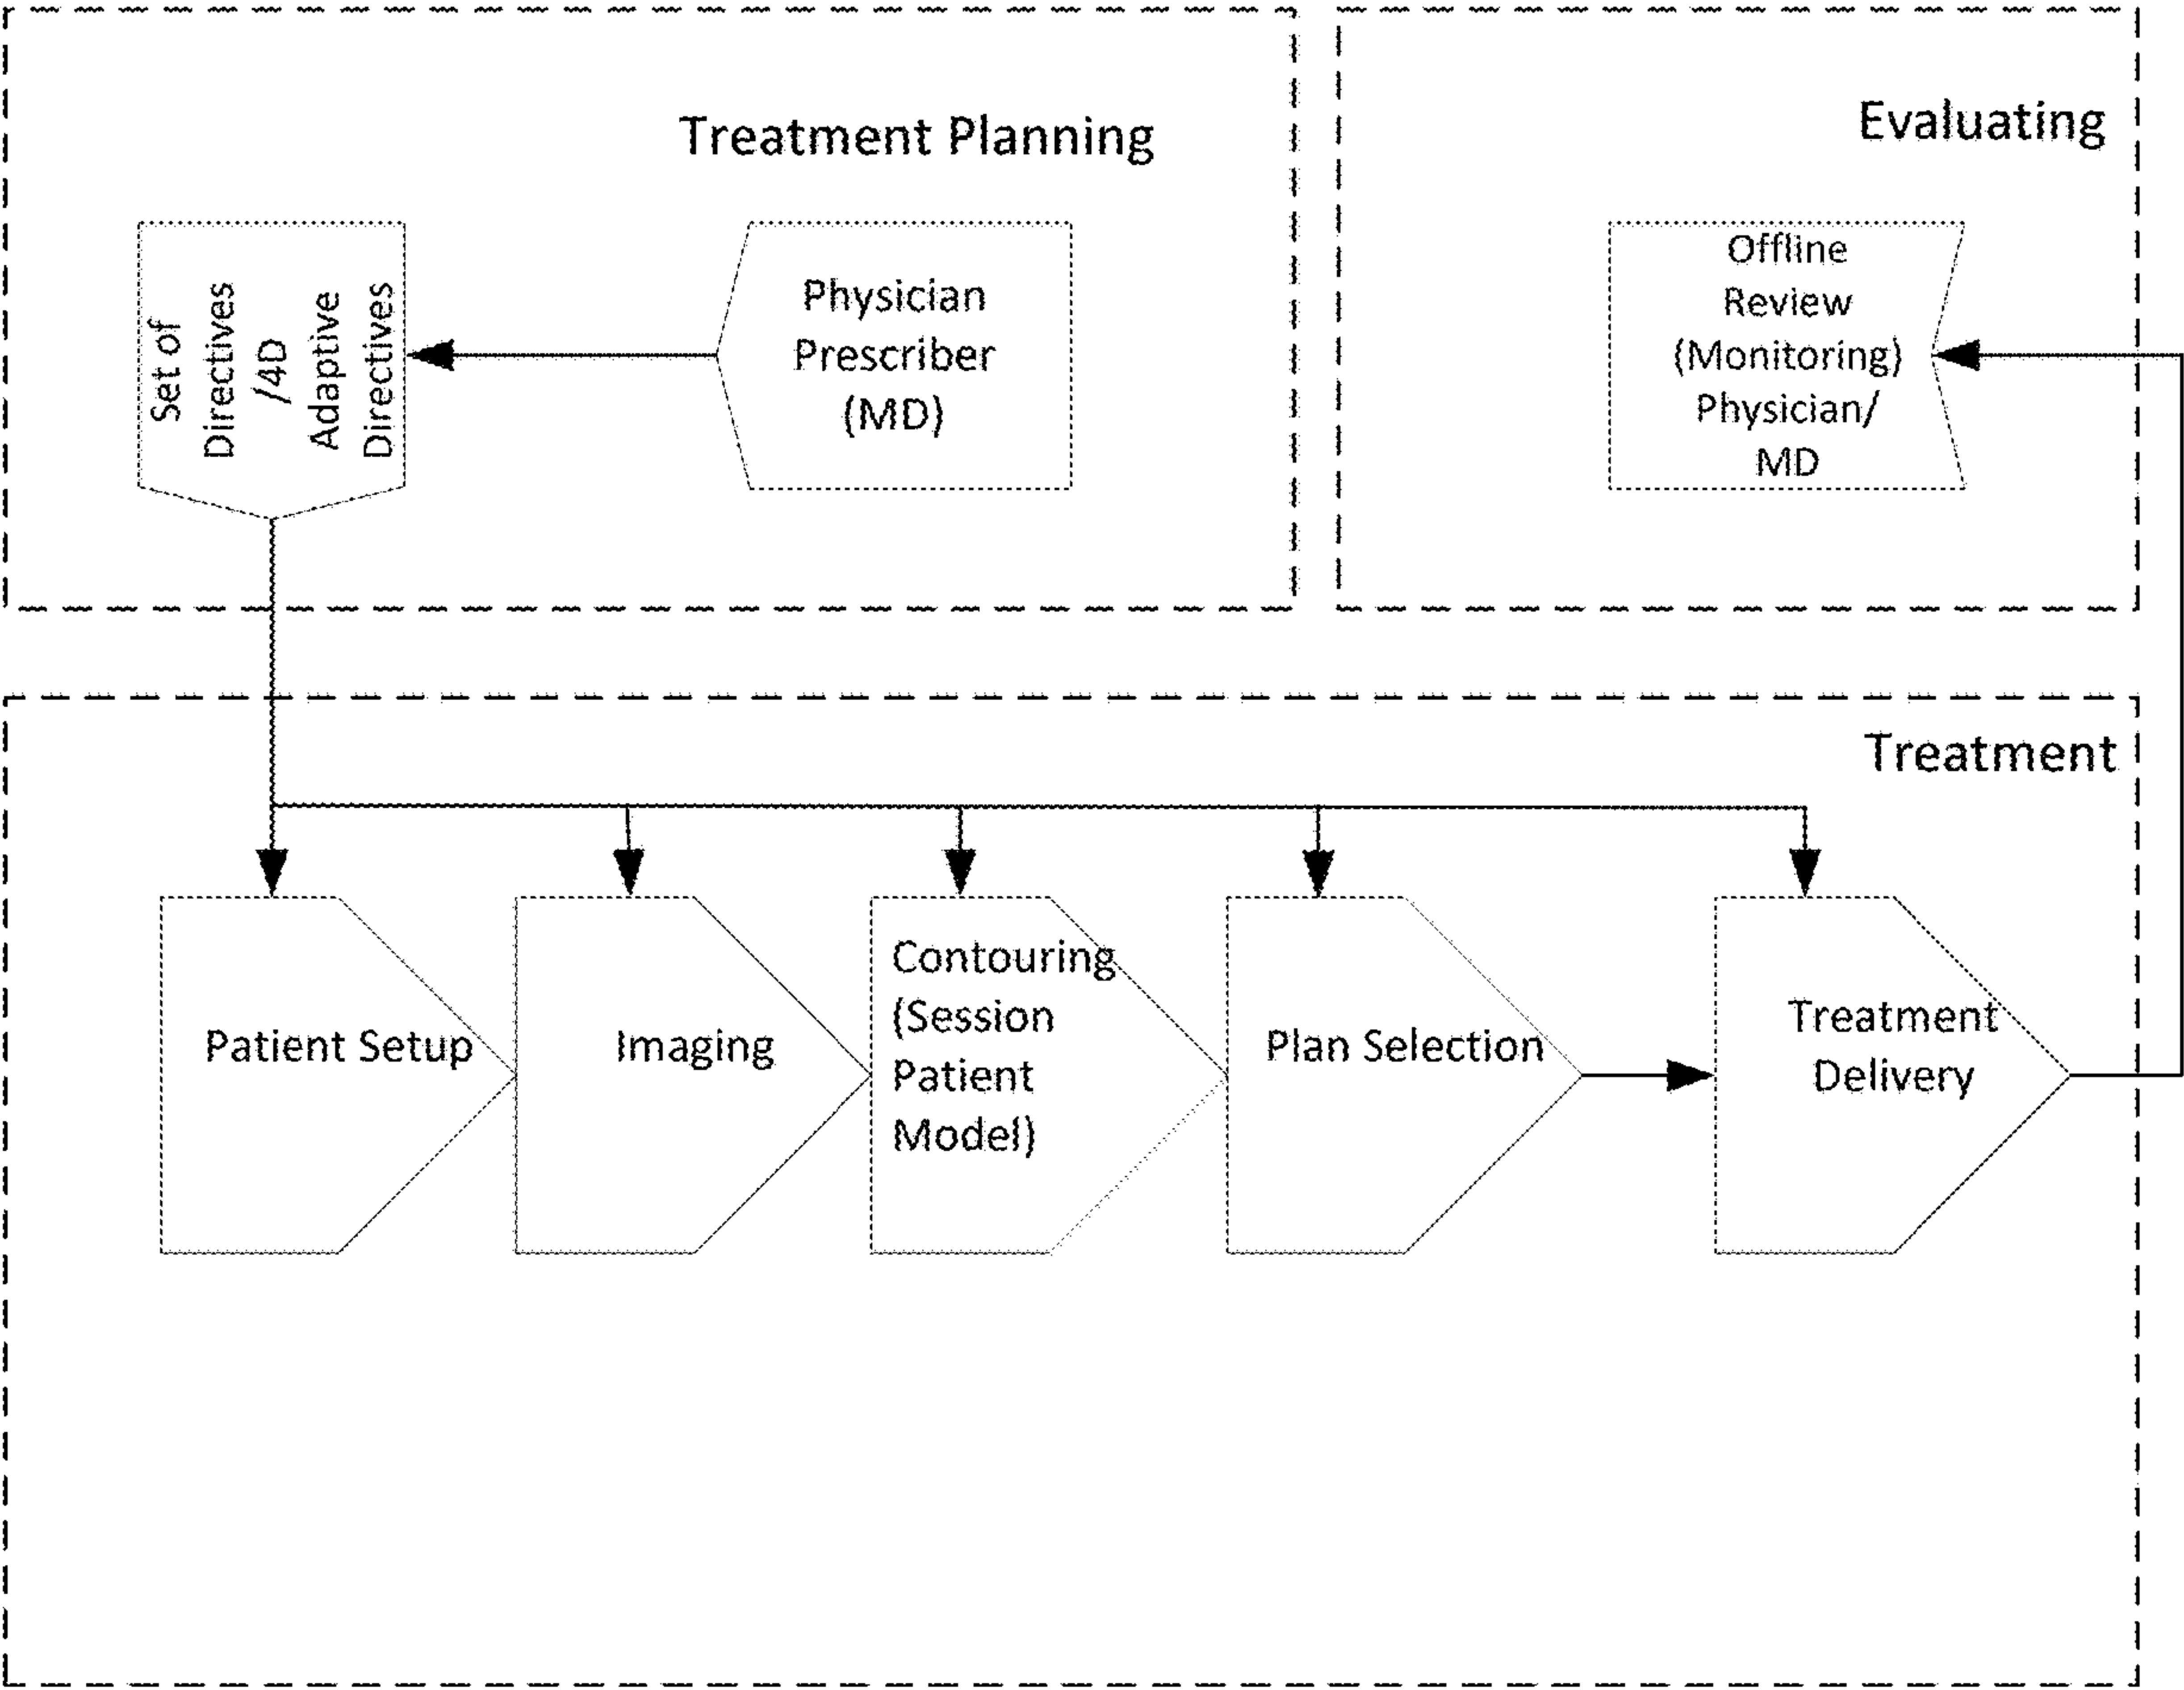 Treatment Planning
Evaluating
Set of
Directives
/4D
Adaptive
Directives
Physician
Prescriber
(MD)
Offline
Review
(Monitoring)
Physician/
MD
Treatment
Patient Setup
Imaging
Contouring
(Session
Patient
Model)
Plan Selection
Treatment
Delivery